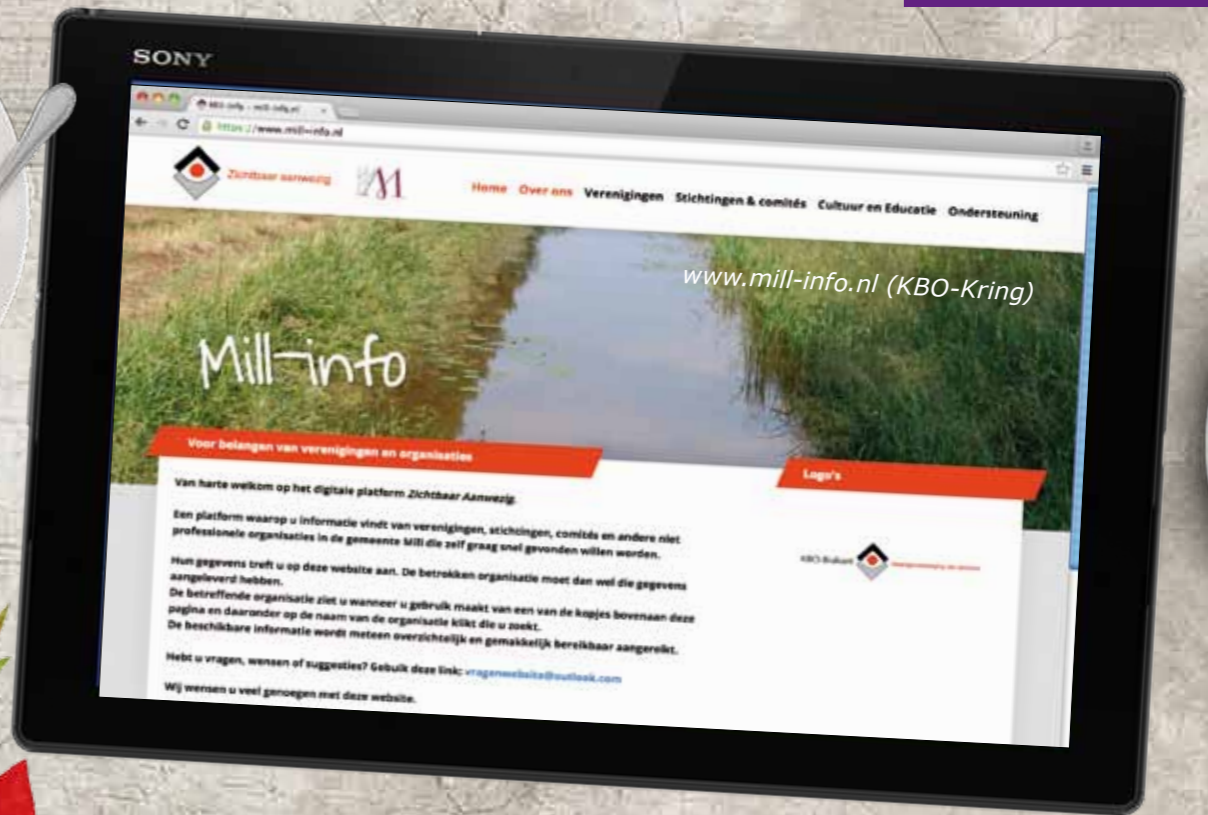 SONY
KBO-info - mill-info.nl
https://www.mill-info.nl
Zichtbaar aanwezig
M
Home Over ons Verenigingen Stichtingen & comités Cultuur en Educatie Ondersteuning
www.mill-info.nl (KBO-Kring)
Mill-info
Voor belangen van verenigingen en organisaties
Logo's
Van harte welkom op het digitale platform Zichtbaar Aanwezig.
Een platform waarop u informatie vindt van verenigingen, stichtingen, comités en andere niet
professionele organisaties in de gemeente Mill die zelf graag snel gevonden willen worden.
KBO-Brabant
Hun gegevens treft u op deze website aan. De betrokken organisatie moet dan wel die gegevens
aangeleverd hebben.
De betreffende organisatie ziet u wanneer u gebruik maakt van een van de kopjes bovenaan deze
pagina en daaronder op de naam van de organisatie klikt die u zoekt.
De beschikbare informatie wordt meteen overzichtelijk en gemakkelijk bereikbaar aangereikt.
Hebt u vragen, wensen of suggesties? Gebuik deze link: vragenwebsite@outlook.com
Wij wensen u veel genoegen met deze website.